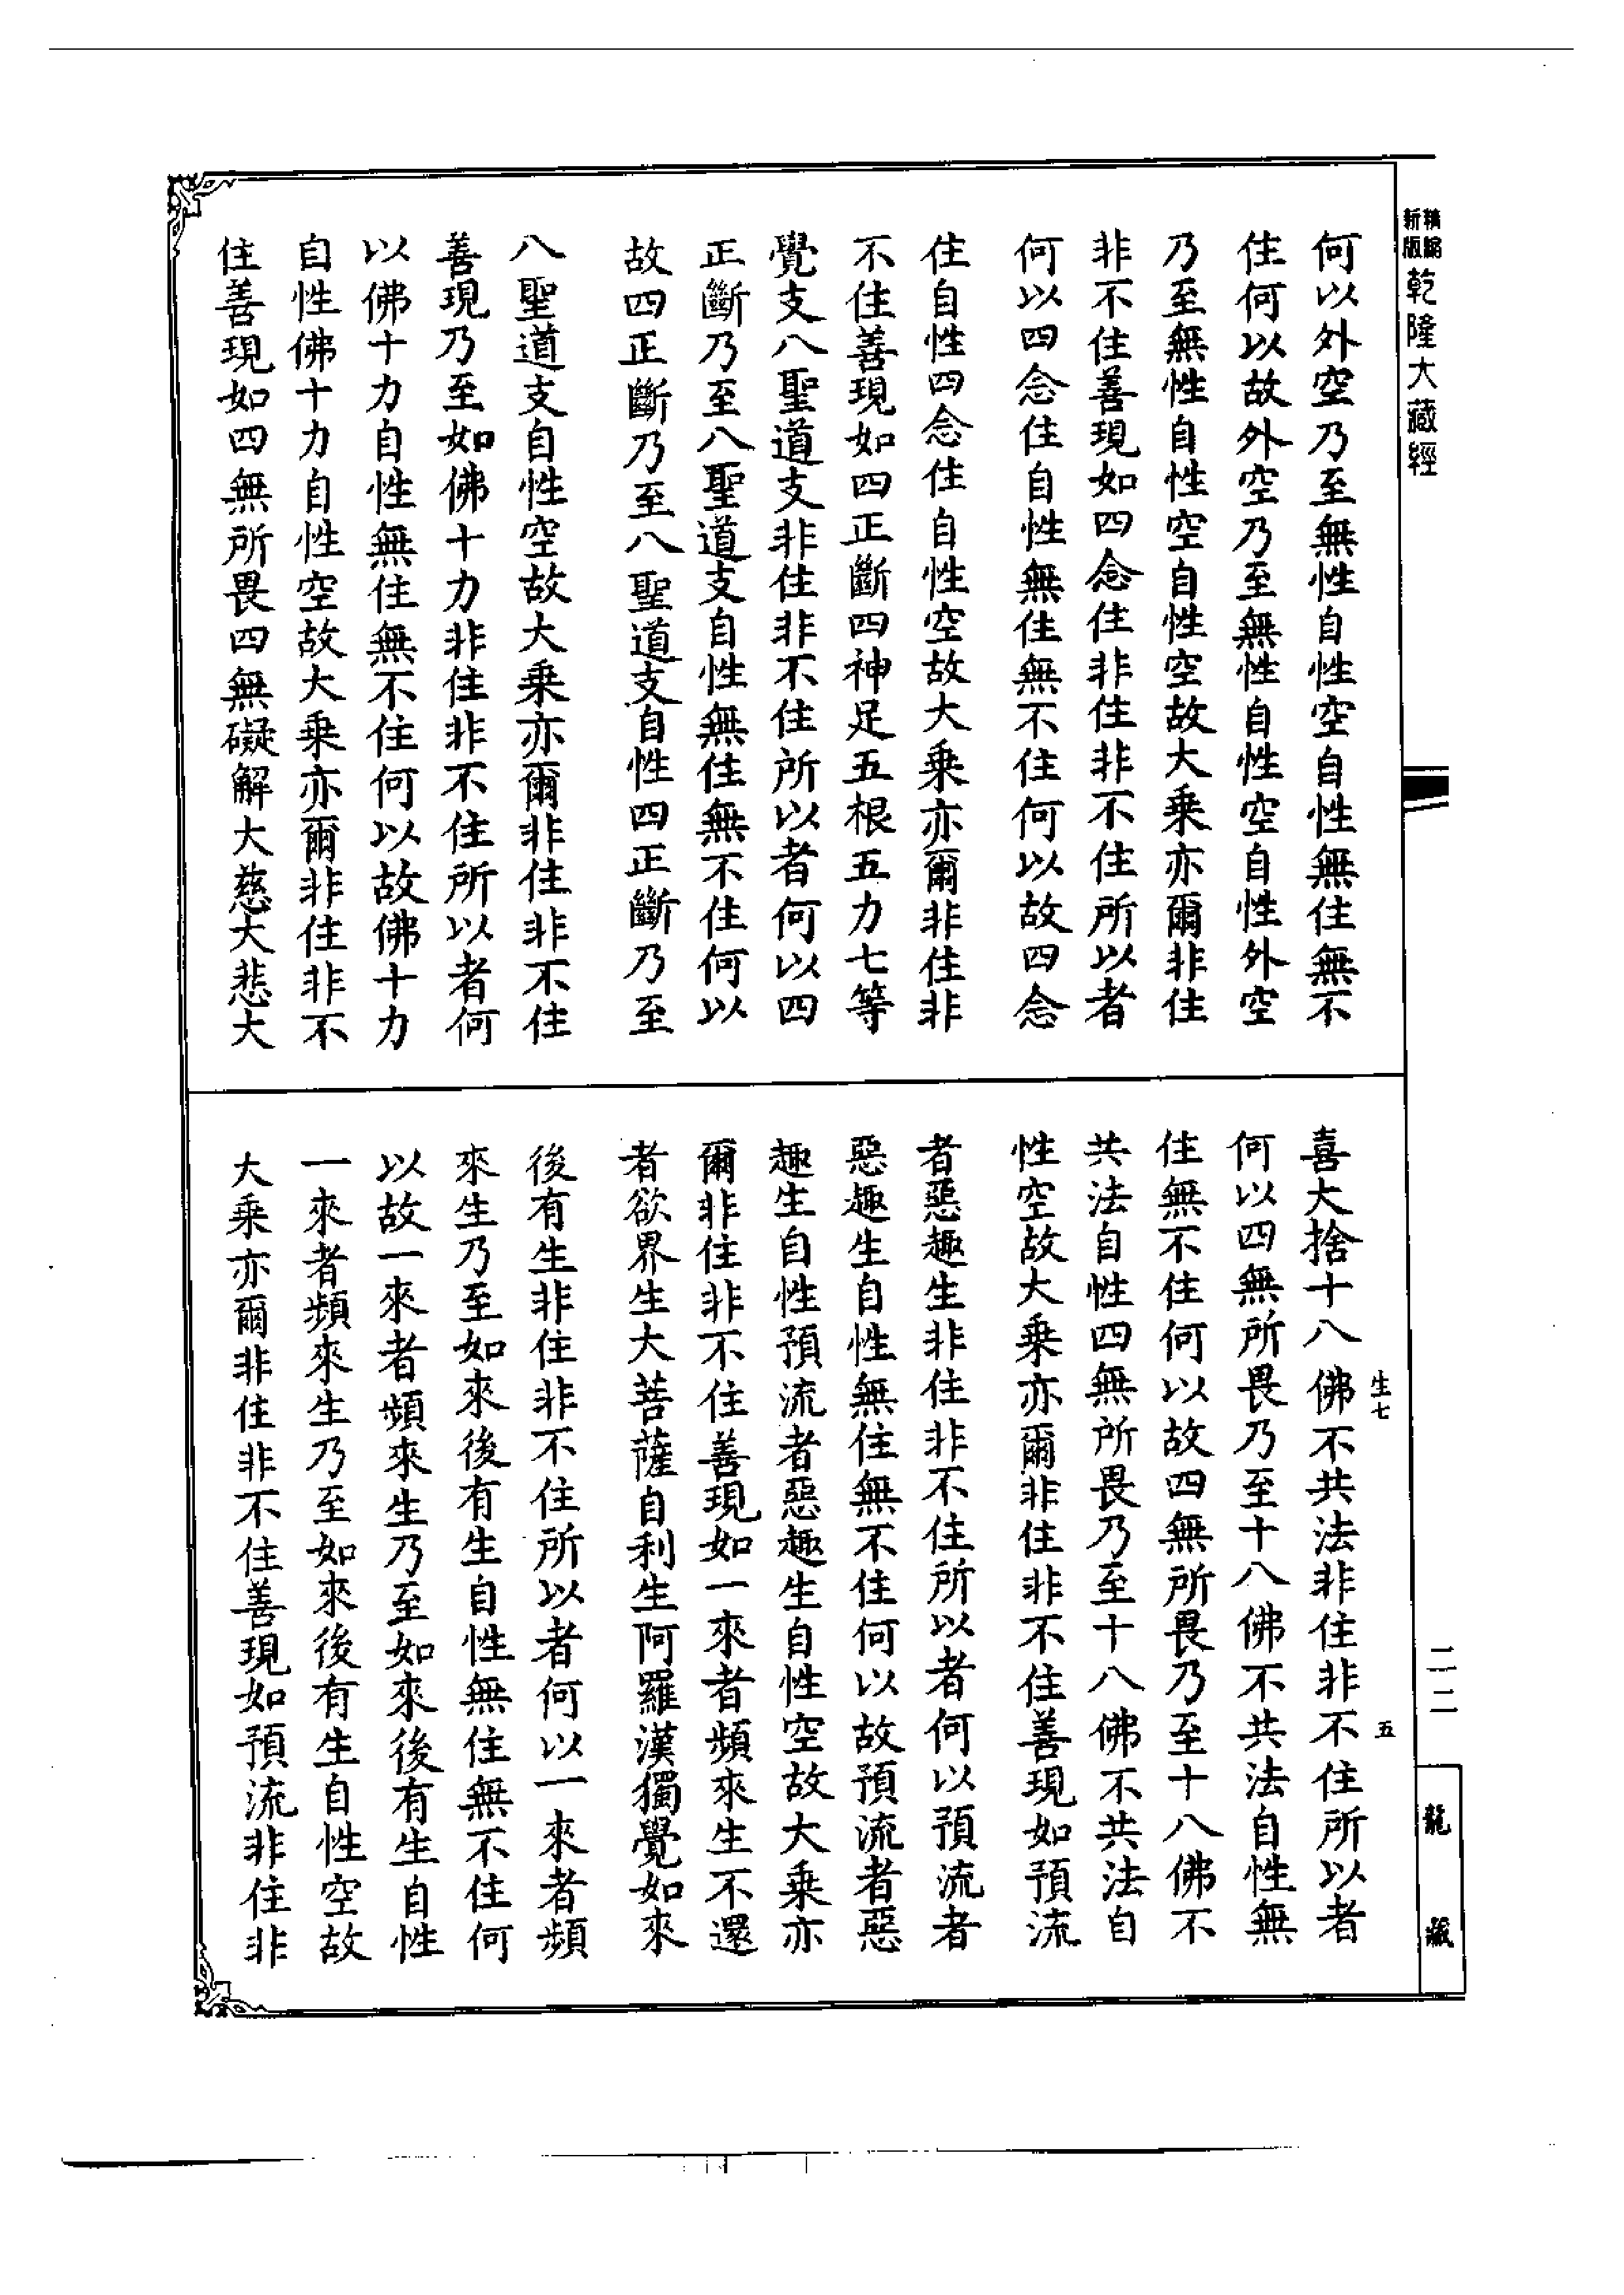 新編
新版
乾隆大藏經
何以外空乃至無性自性空自性無住無不
住何以故外空乃至無性自性空自性外空
乃至無性自性空自性空故大乘亦爾非住
非不住善現如四念住非住非不住所以者
何以四念住自性無住無不住何以故四念
住自性四念住自性空故大乘亦爾非住非
不住善現如四正斷四神足五根五力七等
覺支八聖道支非住非不住所以者何以四
正斷乃至八聖道支自性無住無不住何以
故四正斷乃至八聖道支自性四正斷乃至
八聖道支自性空故大乘亦爾非住非不住
善現乃至如佛十力非住非不住所以者何
以佛十力自性無住無不住何以故佛十力
自性佛十力自性空故大乘亦爾非住非不
住善現如四無所畏四無礙解大慈大悲大
生七
五
喜大捨十八佛不共法非住非不住所以者
何以四無所畏乃至十八佛不共法自性無
住無不住何以故四無所畏乃至十八佛不
共法自性四無所畏乃至十八佛不共法自
性空故大乘亦爾非住非不住善現如預流
者惡趣生非住非不住所以者何以預流者
惡趣生自性無住無不住何以故預流者惡
趣生自性預流者惡趣生自性空故大乘亦
爾非住非不住善現如一來者頻來生不還
者欲界生大菩薩自利生阿羅漢獨覺如來
後有生非住非不住所以者何以一來者頻
來生乃至如來後有生自性無住無不住何
以故一來者頻來生乃至如來後有生自性
一來者頻來生乃至如來後有生自性空故
大乘亦爾非住非不住善現如預流非住非
二二
龍藏